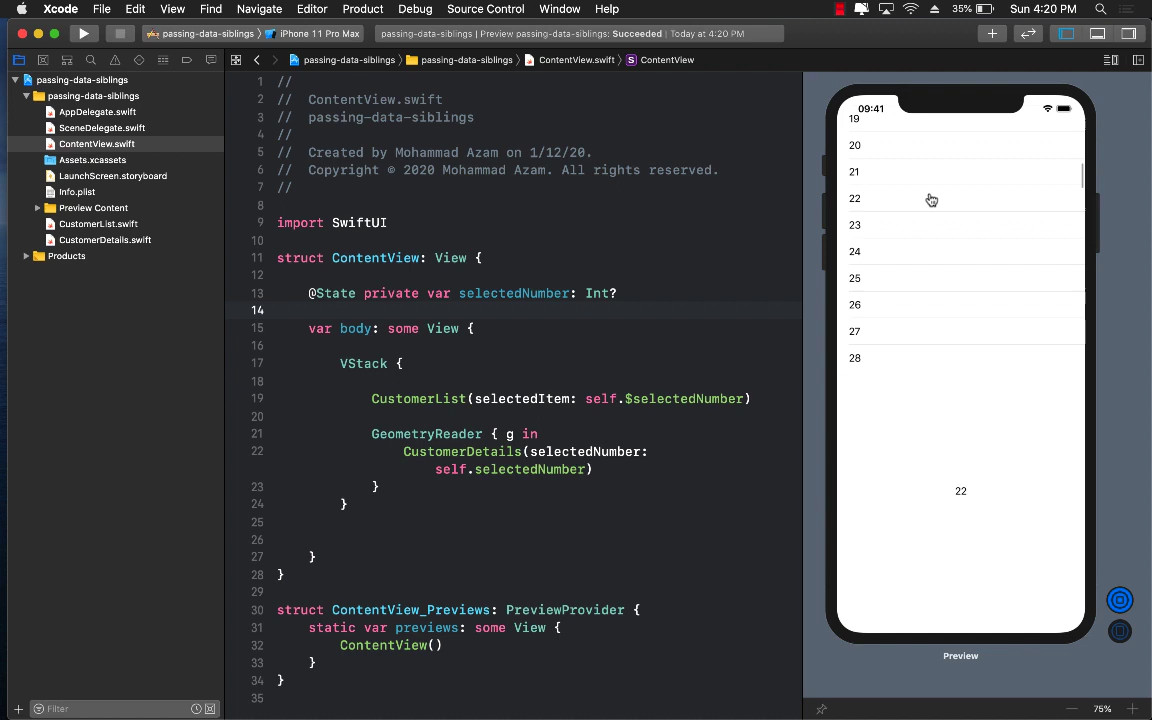 Xcode File Edit View Find Navigate Editor Product Debug Source Control Window Help 35% Sun 4:20 PM
passing-data-siblings 〉 iPhone 11 Pro Max passing-data-siblings | Preview passing-data-siblings: Succeeded | Today at 4:20 PM
passing-data-siblings 〉 passing-data-siblings 〉 ContentView.swift 〉 S ContentView
passing-data-siblings
passing-data-siblings
AppDelegate.swift
SceneDelegate.swift
ContentView.swift
Assets.xcassets
LaunchScreen.storyboard
Info.plist
Preview Content
CustomerList.swift
CustomerDetails.swift
Products
Filter
1 //
2 // ContentView.swift
3 // passing-data-siblings
4 //
5 // Created by Mohammad Azam on 1/12/20.
6 // Copyright © 2020 Mohammad Azam. All rights reserved.
7 //
8
9 import SwiftUI
10
11 struct ContentView: View {
12
13 @State private var selectedNumber: Int?
14
15 var body: some View {
16
17 VStack {
18
19 CustomerList(selectedItem: self.$selectedNumber)
20
21 GeometryReader { g in
22 CustomerDetails(selectedNumber:
self.selectedNumber)
23 }
24 }
25
26
27 }
28 }
29
30 struct ContentView_Previews: PreviewProvider {
31 static var previews: some View {
32 ContentView()
33 }
34 }
35
09:41
19
20
21
22
23
24
25
26
27
28
22
Preview
75%